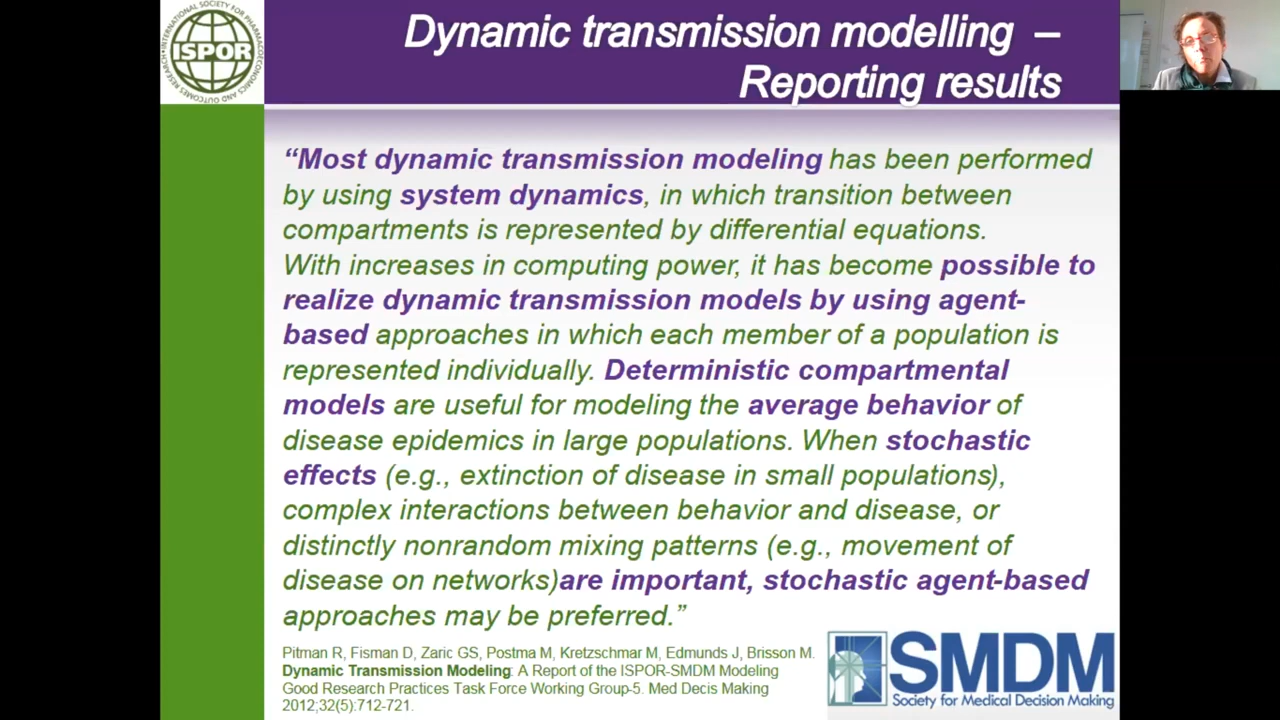 INTERNATIONAL SOCIETY FOR PHARMACOECONOMICS AND OUTCOMES RESEARCH
ISPOR
Dynamic transmission modelling –
Reporting results
“Most dynamic transmission modeling has been performed
by using system dynamics, in which transition between
compartments is represented by differential equations.
With increases in computing power, it has become possible to
realize dynamic transmission models by using agent-
based approaches in which each member of a population is
represented individually. Deterministic compartmental
models are useful for modeling the average behavior of
disease epidemics in large populations. When stochastic
effects (e.g., extinction of disease in small populations),
complex interactions between behavior and disease, or
distinctly nonrandom mixing patterns (e.g., movement of
disease on networks)are important, stochastic agent-based
approaches may be preferred.”
Pitman R, Fisman D, Zaric GS, Postma M, Kretzschmar M, Edmunds J, Brisson M.
Dynamic Transmission Modeling: A Report of the ISPOR-SMDM Modeling
Good Research Practices Task Force Working Group-5. Med Decis Making
2012;32(5):712-721.
SMDM
Society for Medical Decision Making